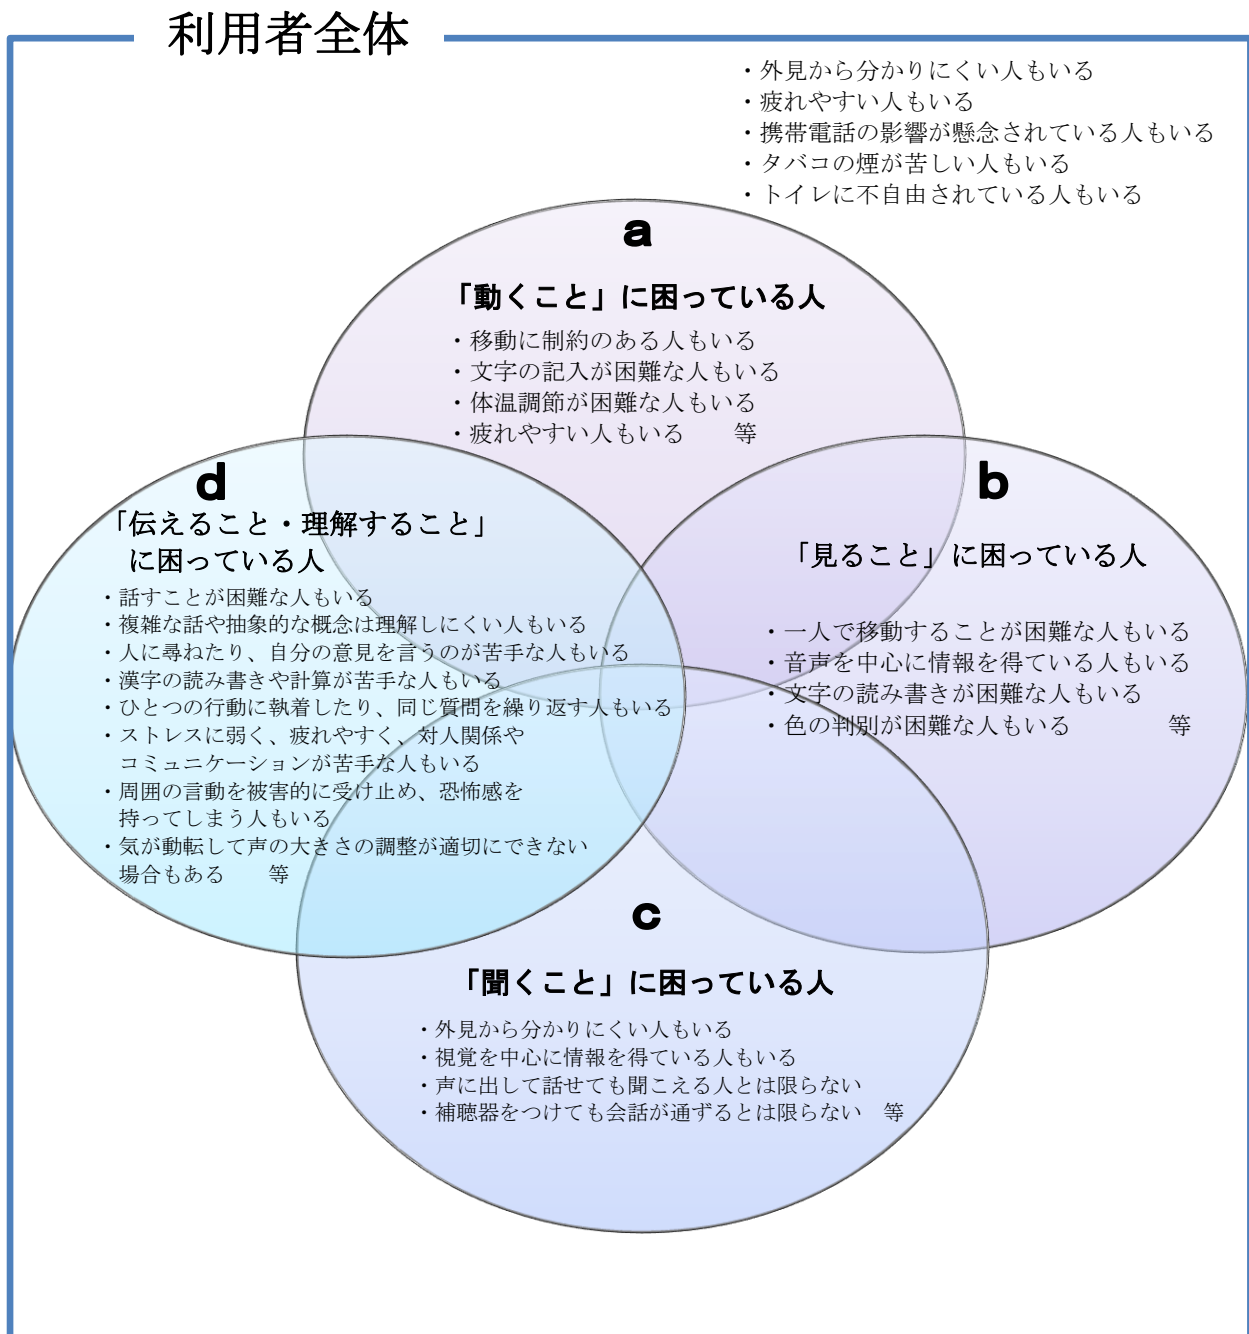 利用者全体
・外見から分かりにくい人もいる
・疲れやすい人もいる
・携帯電話の影響が懸念されている人もいる
・タバコの煙が苦しい人もいる
・トイレに不自由されている人もいる
a
「動くこと」に困っている人
・移動に制約のある人もいる
・文字の記入が困難な人もいる
・体温調節が困難な人もいる
・疲れやすい人もいる　　等
d
「伝えること・理解すること」
に困っている人
・話すことが困難な人もいる
・複雑な話や抽象的な概念は理解しにくい人もいる
・人に尋ねたり、自分の意見を言うのが苦手な人もいる
・漢字の読み書きや計算が苦手な人もいる
・ひとつの行動に執着したり、同じ質問を繰り返す人もいる
・ストレスに弱く、疲れやすく、対人関係や
コミュニケーションが苦手な人もいる
・周囲の言動を被害的に受け止め、恐怖感を
持ってしまう人もいる
・気が動転して声の大きさの調整が適切にできない
場合もある　　等
b
「見ること」に困っている人
・一人で移動することが困難な人もいる
・音声を中心に情報を得ている人もいる
・文字の読み書きが困難な人もいる
・色の判別が困難な人もいる　　　　等
c
「聞くこと」に困っている人
・外見から分かりにくい人もいる
・視覚を中心に情報を得ている人もいる
・声に出して話せても聞こえる人とは限らない
・補聴器をつけても会話が通ずるとは限らない　等